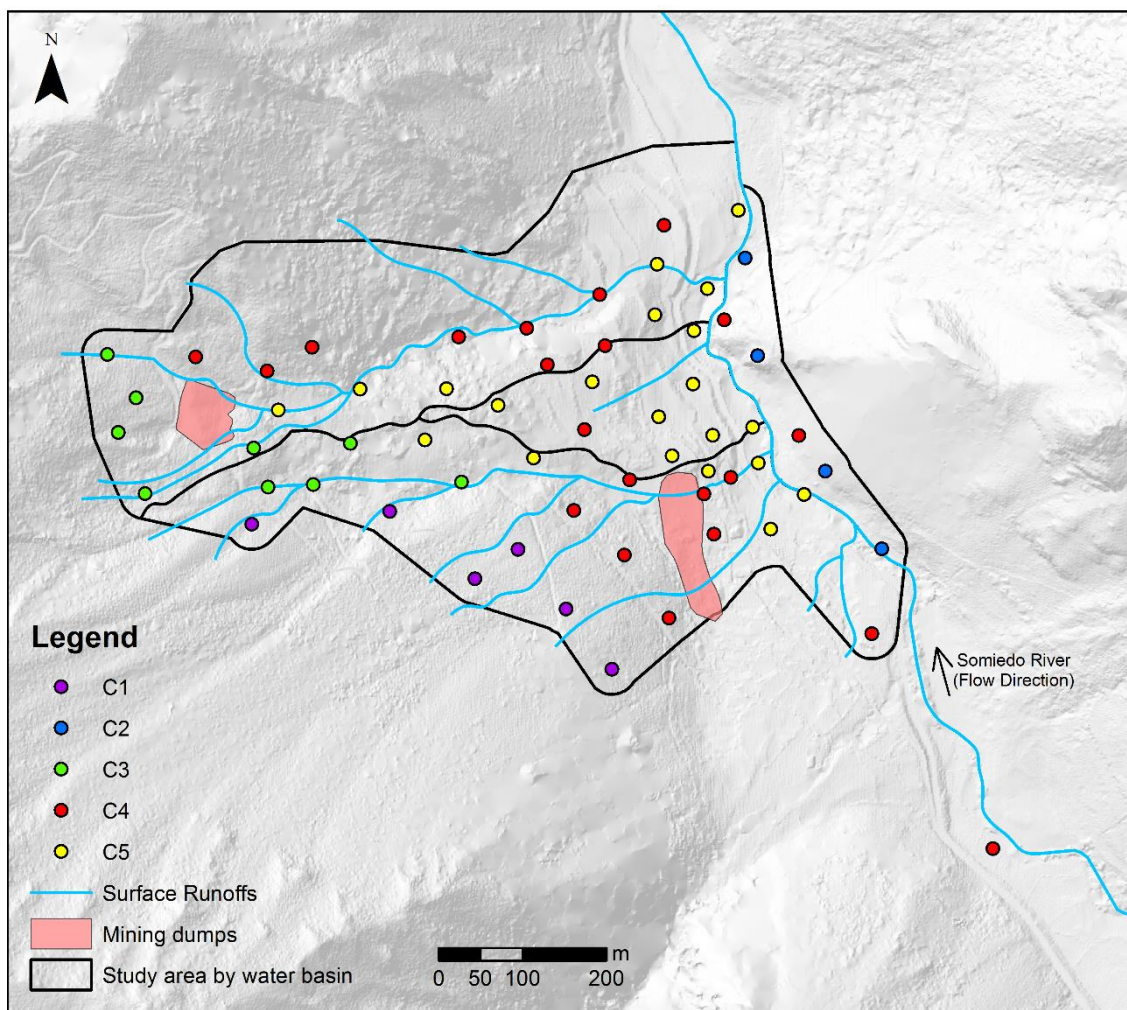 N
Somiedo River
(Flow Direction)
Legend
C1
C2
C3
C4
C5
Surface Runoffs
Mining dumps
Study area by water basin
m
0 50 100 200